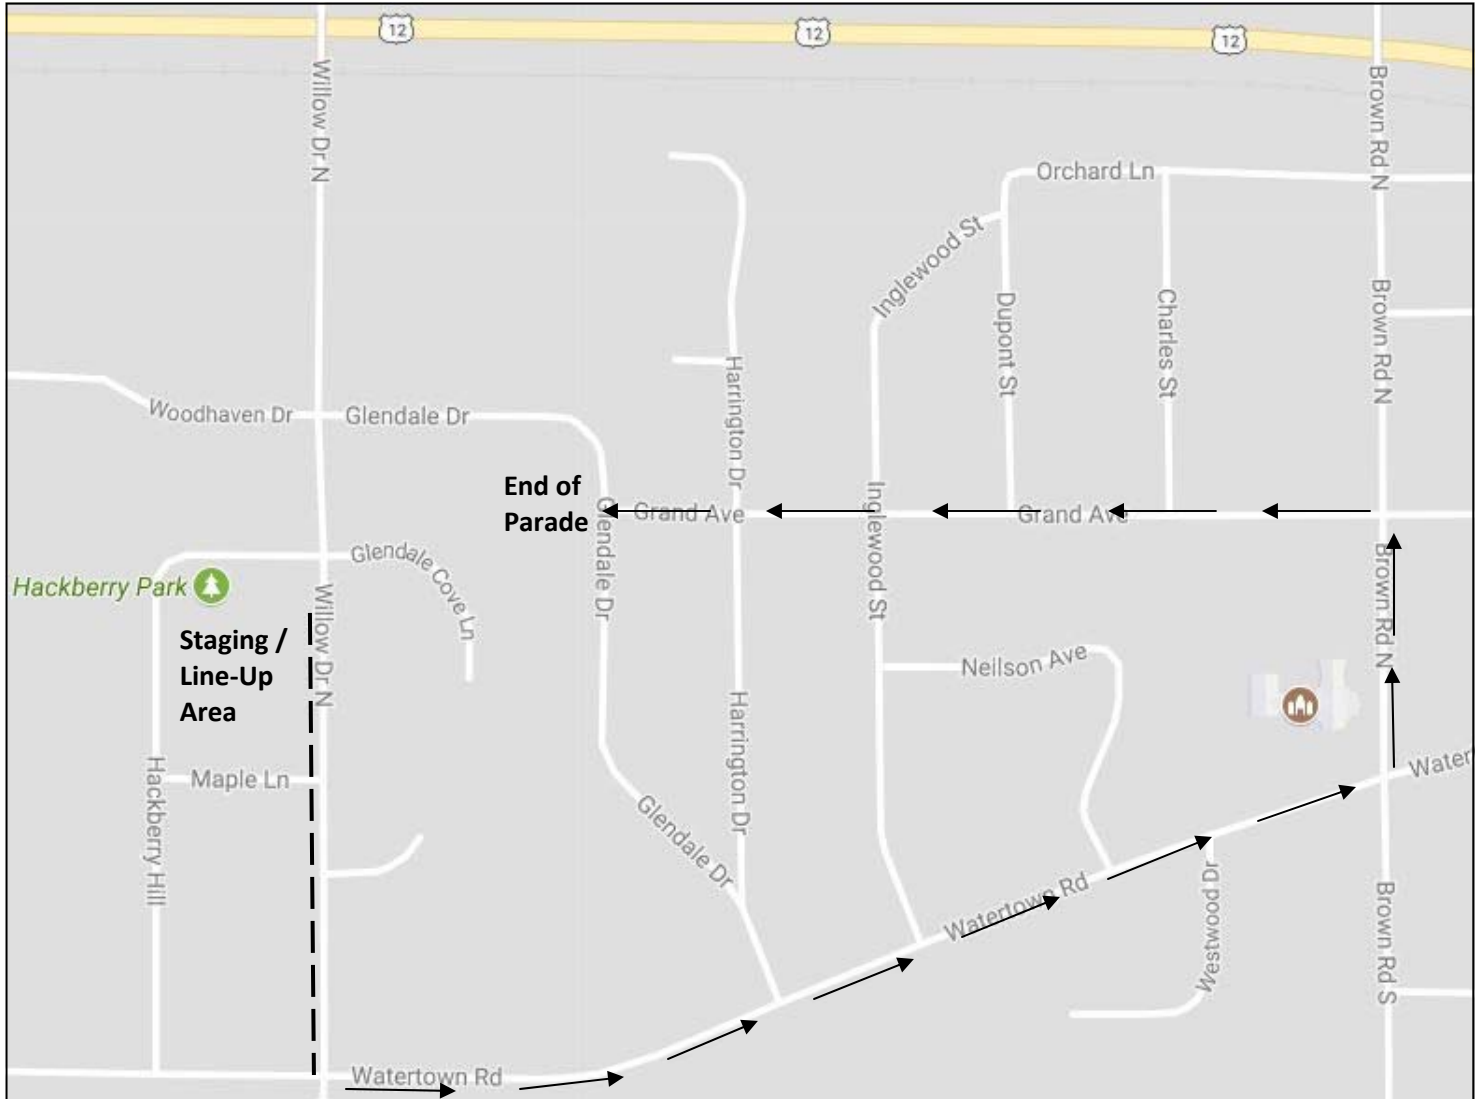 12
12
12
Willow Dr N
Brown Rd N
Orchard Ln
Inglewood St
Dupont St
Charles St
Brown Rd N
Harrington Dr
Woodhaven Dr
Glendale Dr
End of
Parade
Grand Ave
Grand Ave
Glendale Dr
Inglewood St
Glendale Cove Ln
Hackberry Park
Willow Dr N
Brown Rd N
Staging /
Line-Up
Area
Neilson Ave
Harrington Dr
Maple Ln
Hackberry Hill
Glendale Dr
Water
Watertown Rd
Westwood Dr
Brown Rd S
Watertown Rd